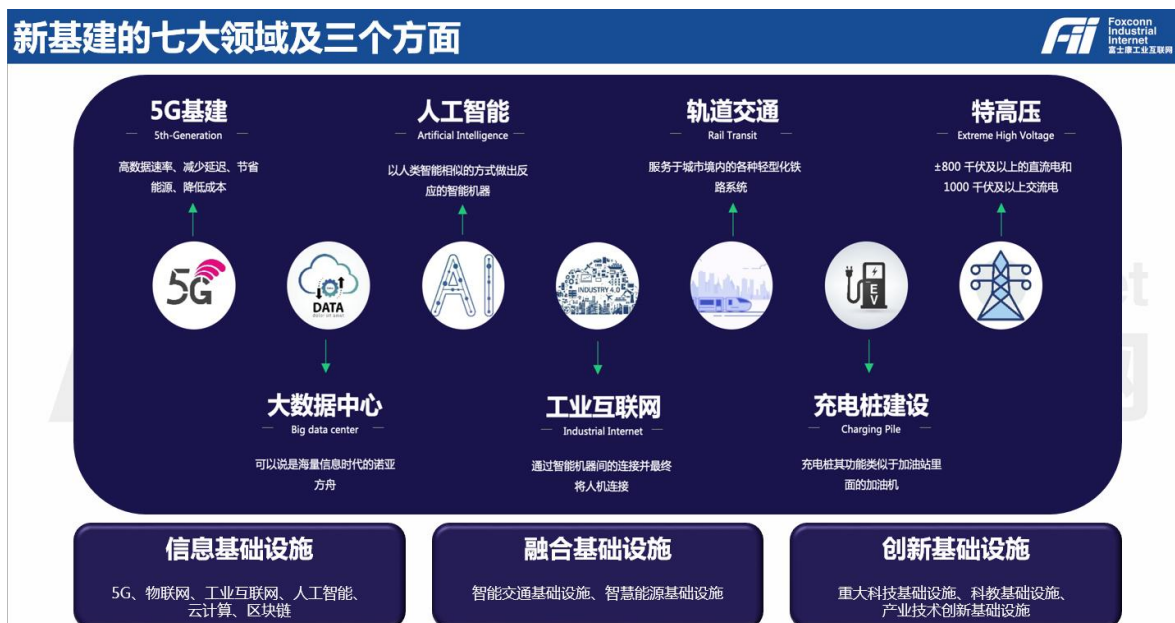 新基建的七大领域及三个方面
Foxconn
Industrial
Internet
富士康工业互联网
5G基建
5th-Generation
高数据速率、减少延迟、节省
能源、降低成本
人工智能
Artificial Intelligence
以人类智能相似的方式做出反
应的智能机器
轨道交通
Rail Transit
服务于城市境内的各种轻型化铁
路系统
特高压
Extreme High Voltage
±800 千伏及以上的直流电和
1000 千伏及以上交流电
5G
DATA
AI
INDUSTRY 4.0
EV
大数据中心
Big data center
可以说是海量信息时代的诺亚
方舟
工业互联网
Industrial Internet
通过智能机器间的连接并最终
将人机连接
充电桩建设
Charging Pile
充电桩其功能类似于加油站里
面的加油机
信息基础设施
5G、物联网、工业互联网、人工智能、
云计算、区块链
融合基础设施
智能交通基础设施、智慧能源基础设施
创新基础设施
重大科技基础设施、科教基础设施、
产业技术创新基础设施